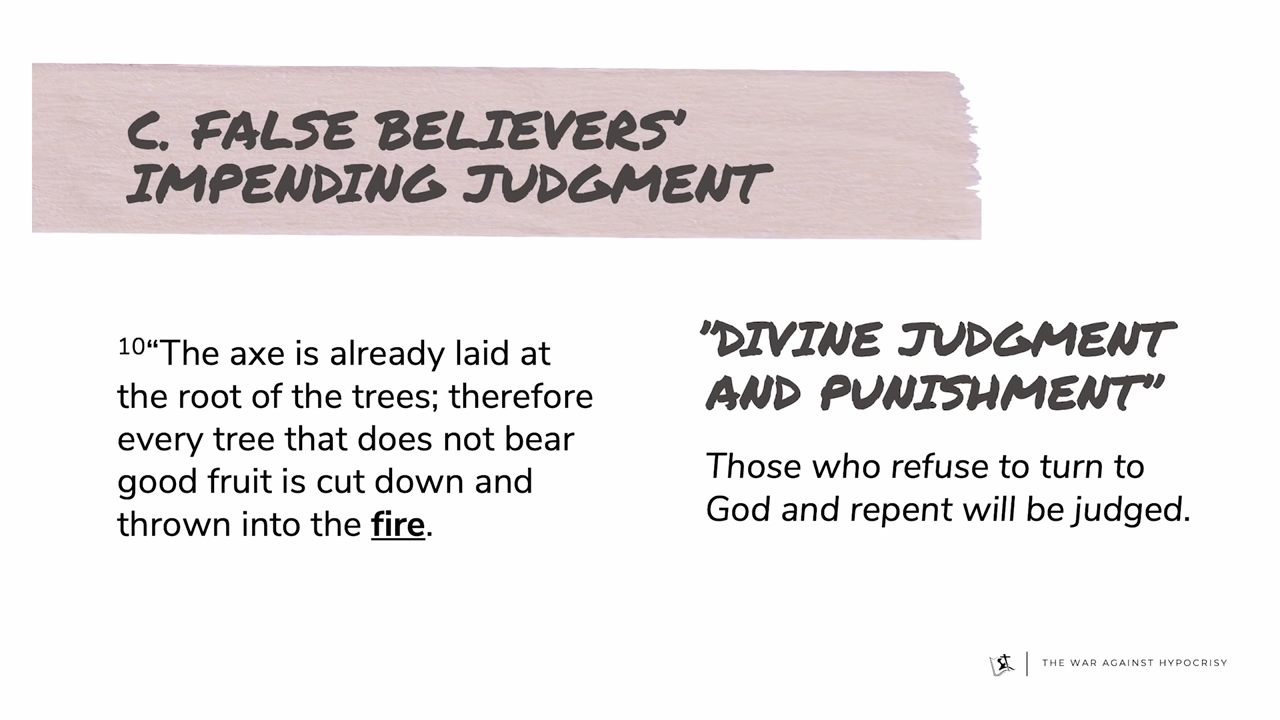 C. FALSE BELIEVERS’
IMPENDING JUDGMENT
10“The axe is already laid at
the root of the trees; therefore
every tree that does not bear
good fruit is cut down and
thrown into the fire.
"DIVINE JUDGMENT
AND PUNISHMENT”
Those who refuse to turn to
God and repent will be judged.
THE WAR AGAINST HYPOCRISY